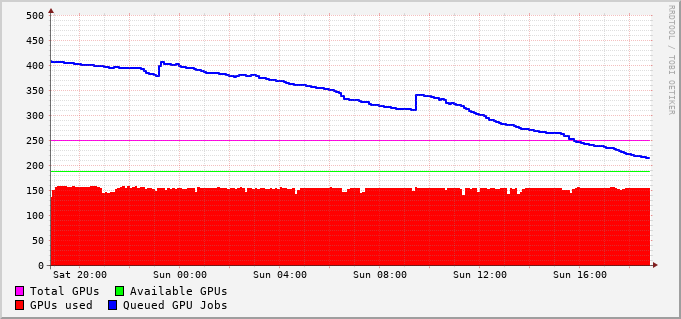 500
450
400
350
300
250
200
150
100
50
0
Sat 20:00 Sun 00:00 Sun 04:00 Sun 08:00 Sun 12:00 Sun 16:00
Total GPUs Available GPUs
GPUs used Queued GPU Jobs
RRDTOOL / TOBI OETIKER